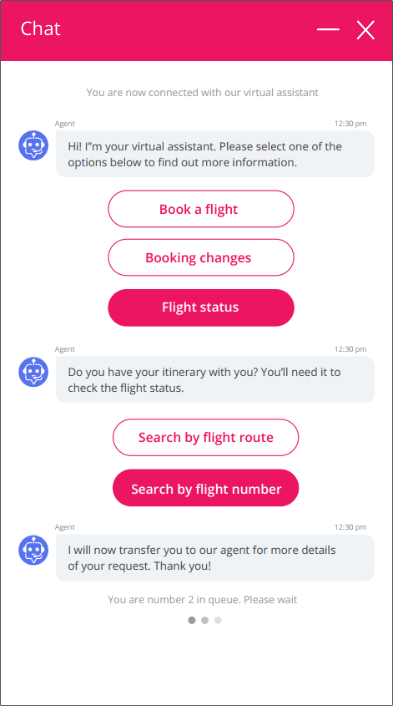 Chat
You are now connected with our virtual assistant
Agent 12:30 pm
Hi! I"m your virtual assistant. Please select one of the
options below to find out more information.
Book a flight
Booking changes
Flight status
Agent 12:30 pm
Do you have your itinerary with you? You’ll need it to
check the flight status.
Search by flight route
Search by flight number
Agent 12:30 pm
I will now transfer you to our agent for more details
of your request. Thank you!
You are number 2 in queue. Please wait